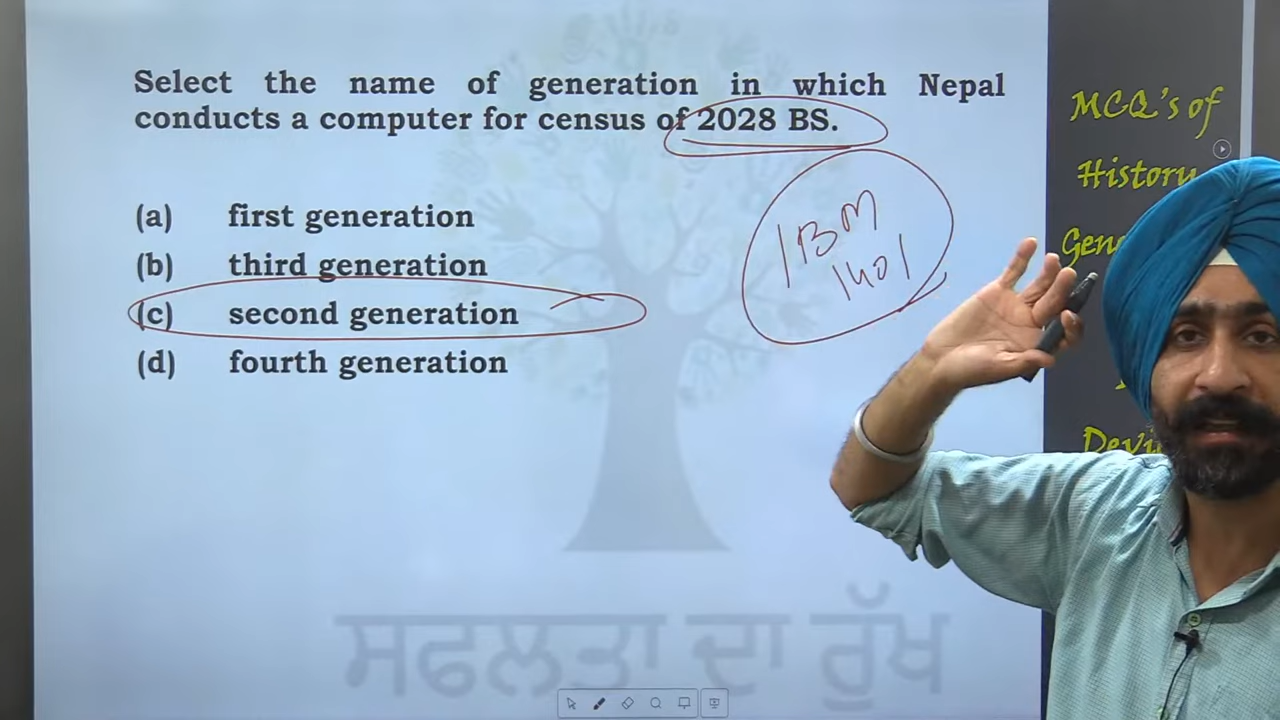 Select the name of generation in which Nepal
conducts a computer for census of 2028 BS.
(a) first generation
(b) third generation
(c) second generation
(d) fourth generation
IBM
1401
MCQ's of
History
ਸਫਲਤਾ ਦਾ ਰੁੱਖ